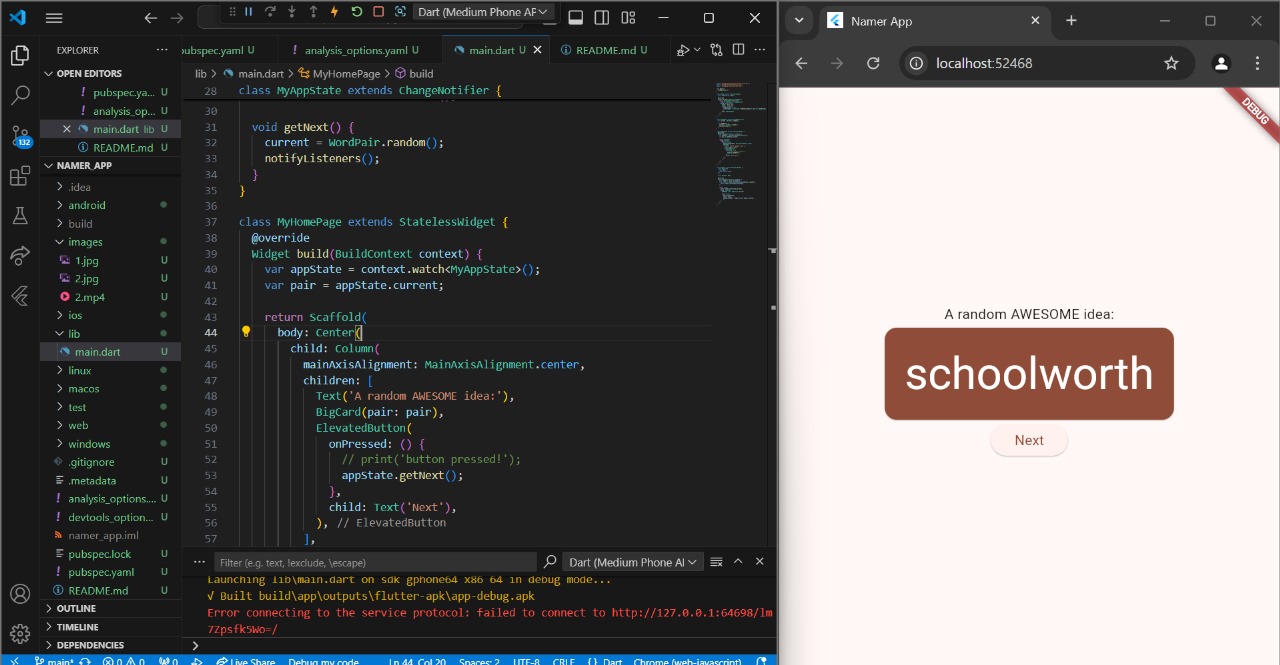 Dart (Medium Phone AF
EXPLORER
OPEN EDITORS
pubspec.ya... U
analysis_op... U
main.dart lib U
README.md U
NAMER_APP
.idea
android
build
images
1.jpg U
2.jpg U
2.mp4 U
ios
lib
main.dart U
linux
macos
test
web
windows
.gitignore U
.metadata U
analysis_options.... U
devtools_option... U
namer_app.iml
pubspec.lock U
pubspec.yaml U
README.md U
OUTLINE
TIMELINE
DEPENDENCIES
132
pubspec.yaml U
analysis_options.yaml U
main.dart U
README.md U
lib > main.dart > MyHomePage > build
28 class MyAppState extends ChangeNotifier {
30
31 void getNext() {
32 current = WordPair.random();
33 notifyListeners();
34 }
35 }
36
37 class MyHomePage extends StatelessWidget {
38 @override
39 Widget build(BuildContext context) {
40 var appState = context.watch<MyAppState>();
41 var pair = appState.current;
42
43 return Scaffold(
44 body: Center(
45 child: Column(
46 mainAxisAlignment: MainAxisAlignment.center,
47 children: [
48 Text('A random AWESOME idea:'),
49 BigCard(pair: pair),
50 ElevatedButton(
51 onPressed: () {
52 // print('button pressed!');
53 appState.getNext();
54 },
55 child: Text('Next'),
56 ), // ElevatedButton
57 ],
Filter (e.g. text, !exclude, \escape)
Dart (Medium Phone AI
Launching lib\main.dart on sdk gphone64 x86 64 in debug mode...
√ Built build\app\outputs\flutter-apk\app-debug.apk
Error connecting to the service protocol: failed to connect to http://127.0.0.1:64698/lm
7Zpsfk5Wo=/
main* 0 0 0 Live Share Debug my code Ln 44, Col 20 Spaces: 2 UTF-8 CRLF {} Dart Chrome (web-javascript)
Namer App
localhost:52468
DEBUG
A random AWESOME idea:
schoolworth
Next